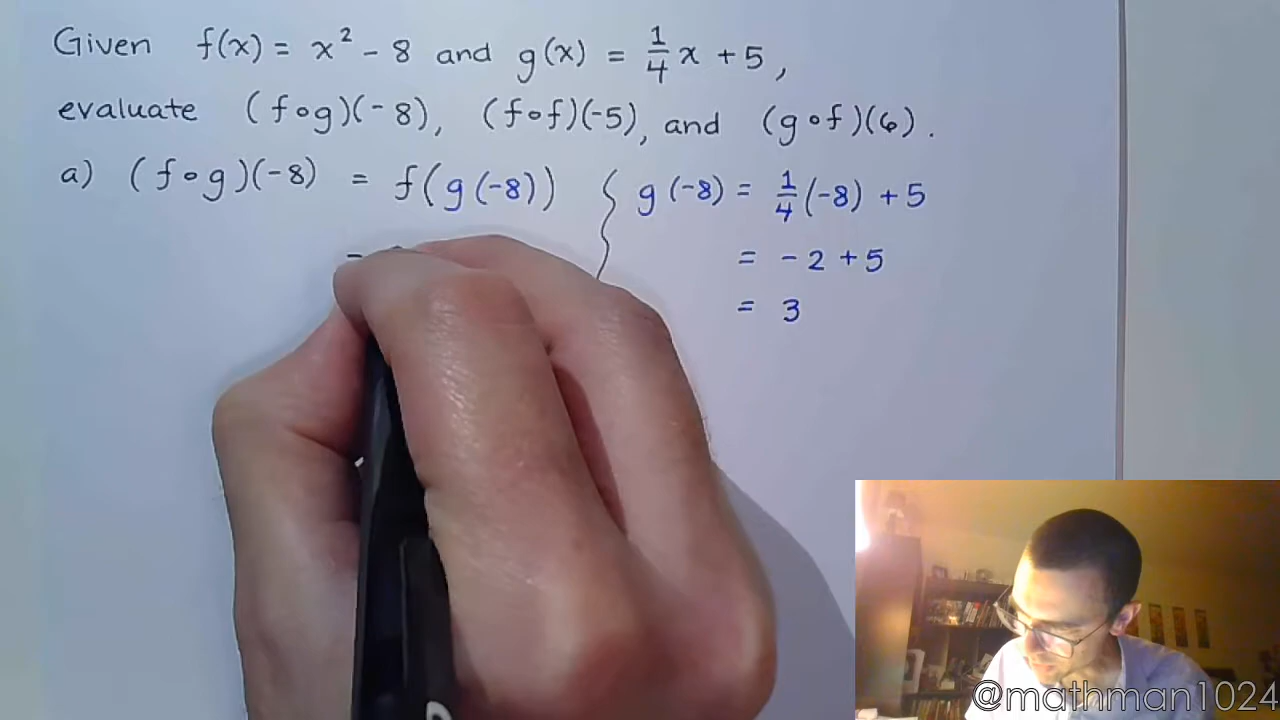 Given f(x) = x² - 8 and g(x) = 1/4 x + 5,
evaluate (f∘g)(-8), (f∘f)(-5), and (g∘f)(6).
a) (f∘g)(-8) = f(g(-8)) { g(-8) = 1/4 (-8) + 5
= -2 + 5
= 3
@mathman1024